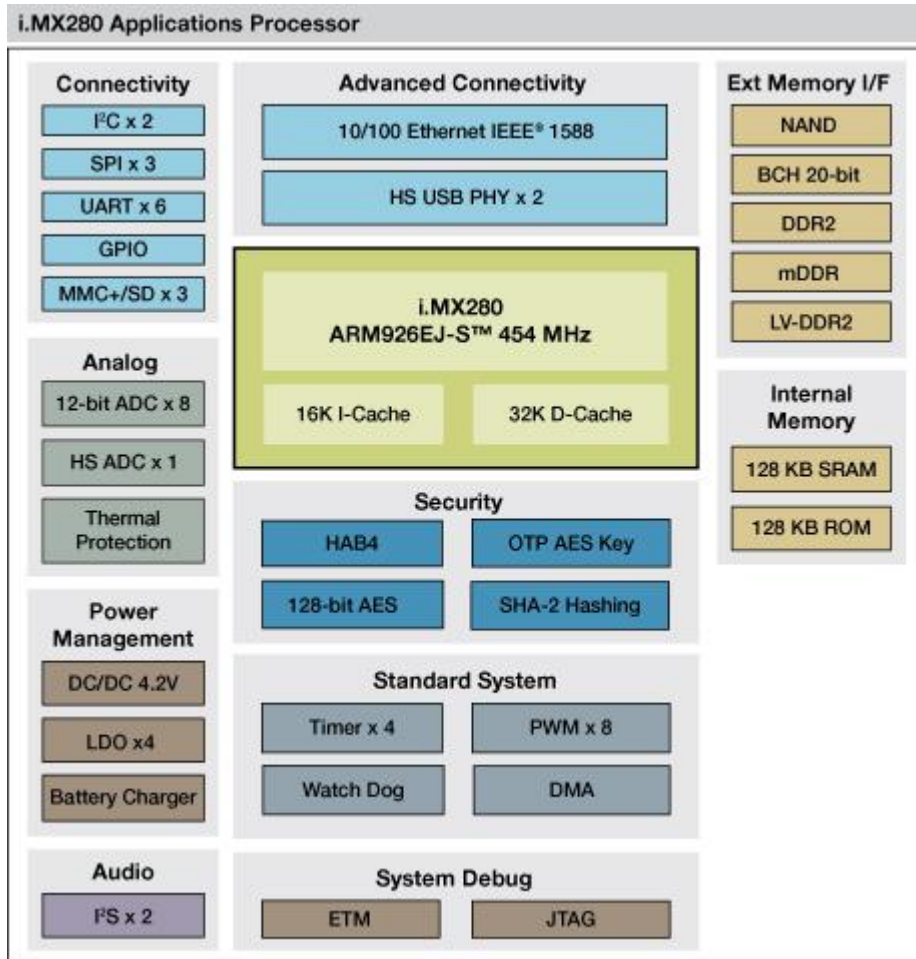 i.MX280 Applications Processor
Connectivity
I²C x 2
SPI x 3
UART x 6
GPIO
MMC+/SD x 3
Analog
12-bit ADC x 8
HS ADC x 1
Thermal
Protection
Power
Management
DC/DC 4.2V
LDO x4
Battery Charger
Audio
I²S x 2
Advanced Connectivity
10/100 Ethernet IEEE® 1588
HS USB PHY x 2
i.MX280
ARM926EJ-S™ 454 MHz
16K I-Cache
32K D-Cache
Security
HAB4
OTP AES Key
128-bit AES
SHA-2 Hashing
Standard System
Timer x 4
PWM x 8
Watch Dog
DMA
System Debug
ETM
JTAG
Ext Memory I/F
NAND
BCH 20-bit
DDR2
mDDR
LV-DDR2
Internal
Memory
128 KB SRAM
128 KB ROM